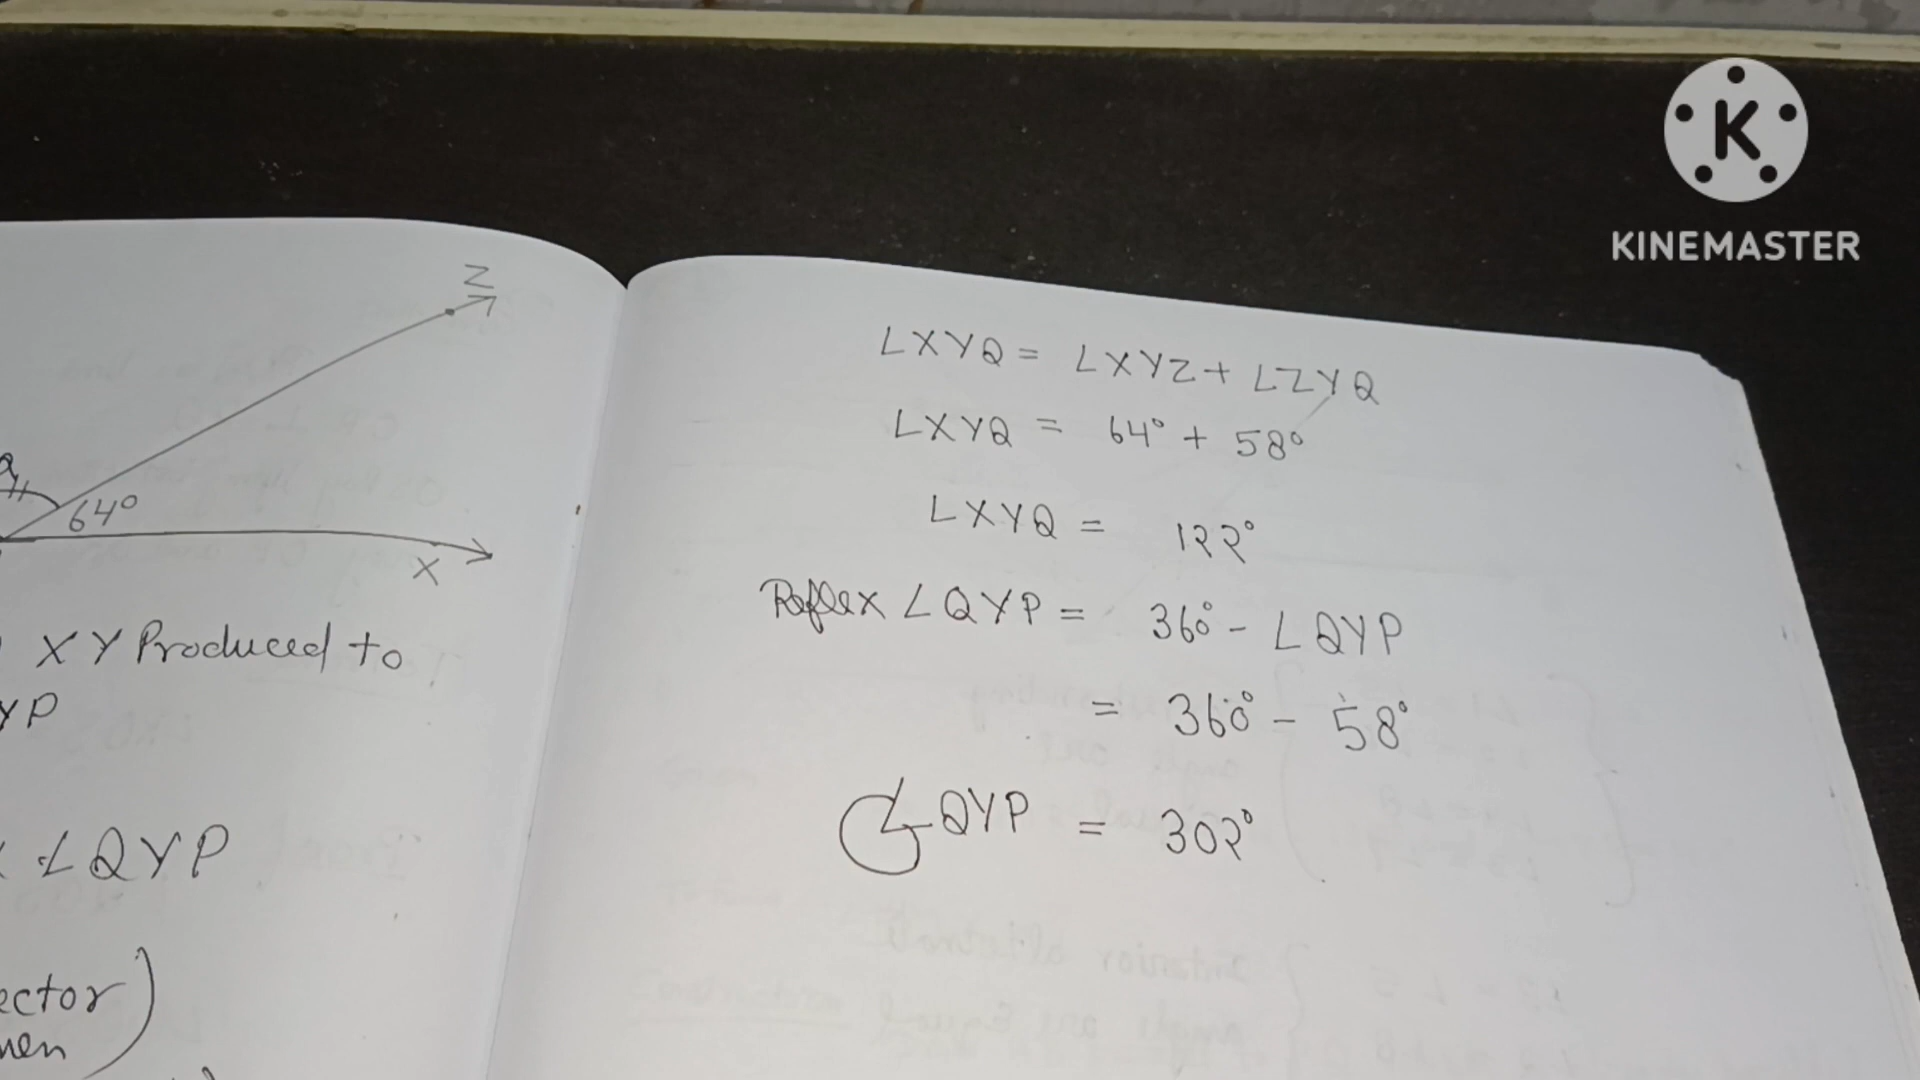 K
KINEMASTER
Z
64°
X
XY Produced to
YP
∠QYP
ector
∠XYQ = ∠XYZ + ∠ZYQ
∠XYQ = 64° + 58°
∠XYQ = 122°
Reflex ∠QYP = 360° - ∠QYP
= 360° - 58°
∠QYP = 302°